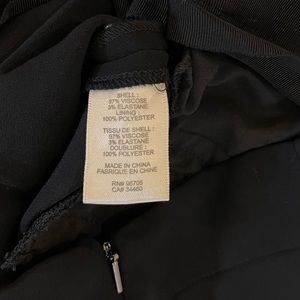 SHELL :
97% VISCOSE
3% ELASTANE
LINING :
100% POLYESTER
TISSU DE SHELL :
97% VISCOSE
3% ELASTANE
DOUBLURE :
100% POLYESTER
MADE IN CHINA
FABRIQUE EN CHINE
RN# 96705
CA# 34460